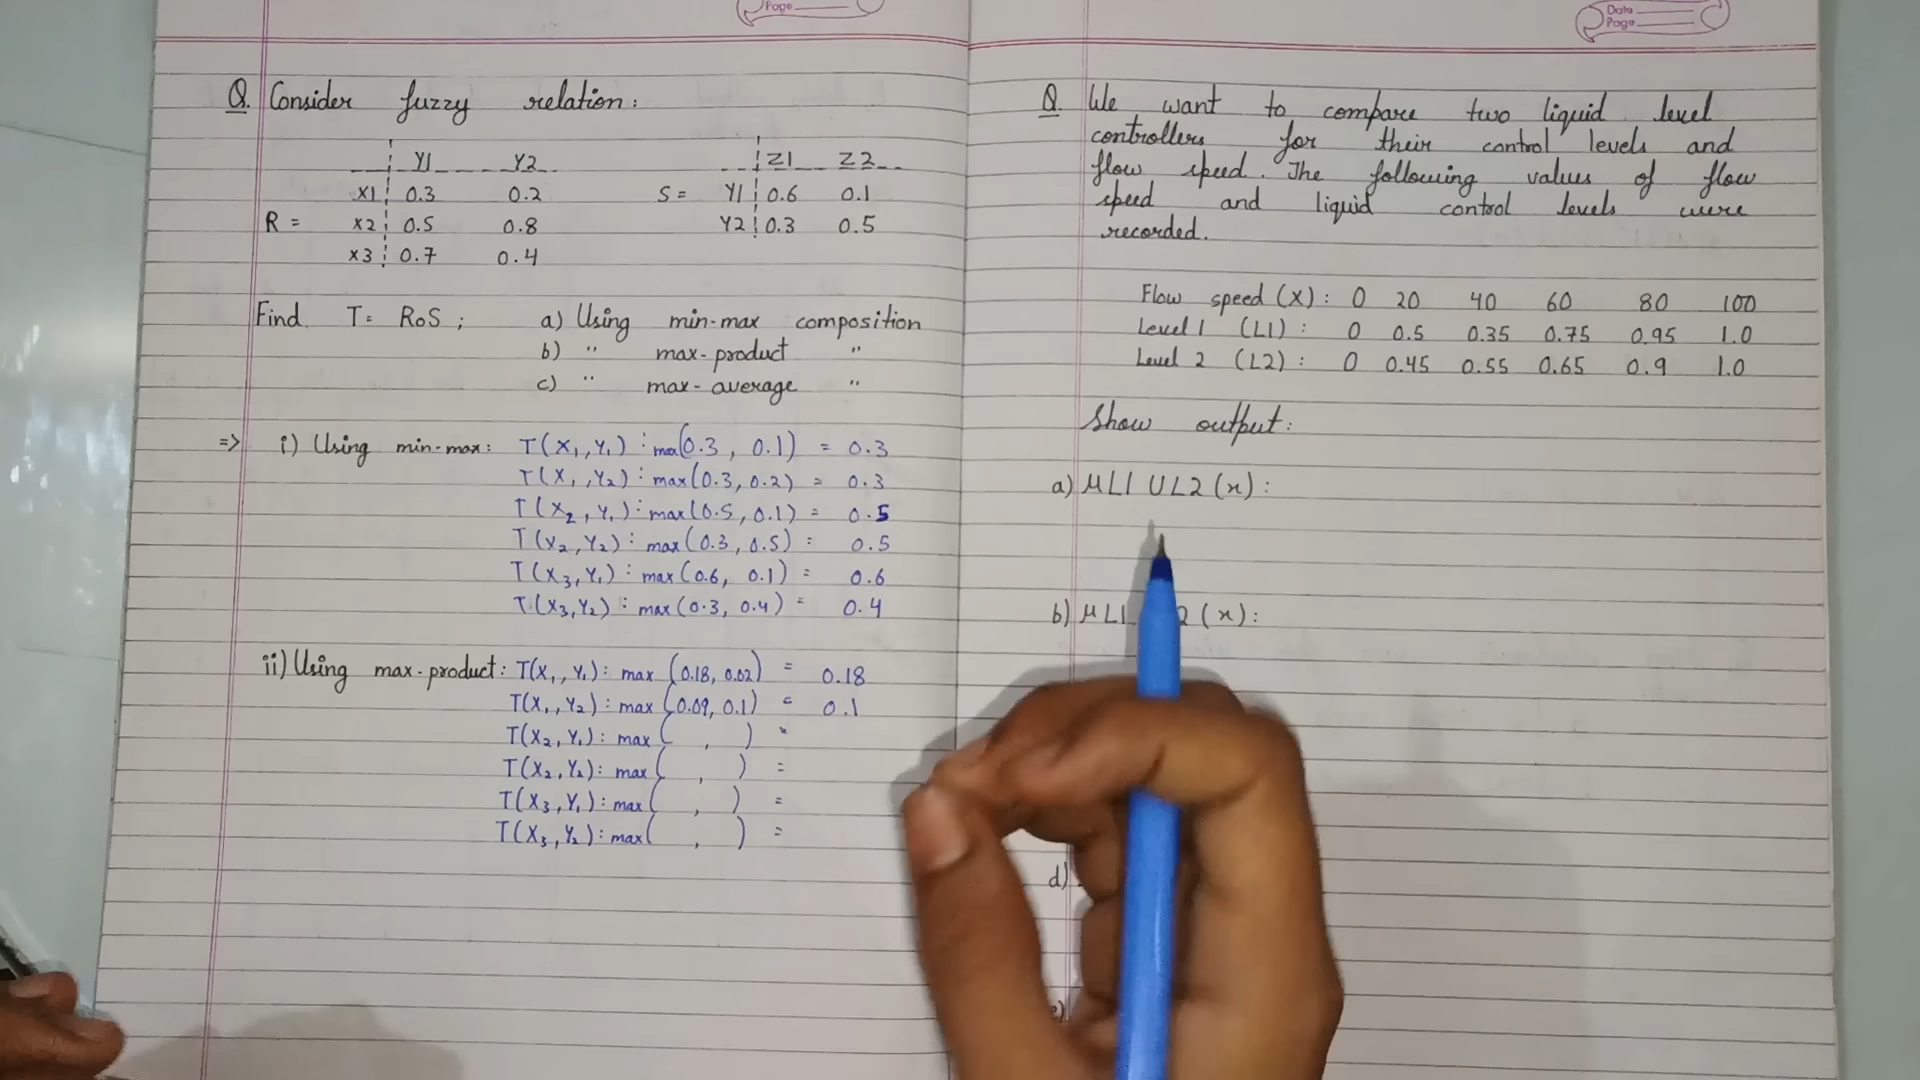 Page
Q. Consider fuzzy relation:
Y1 Y2
X1 0.3 0.2
R = X2 0.5 0.8
X3 0.7 0.4
Z1 Z2
S = Y1 0.6 0.1
Y2 0.3 0.5
Find T= RoS ; a) Using min-max composition
b) " max-product "
c) " max-average "
=> i) Using min-max: T(X1,Y1) : max(0.3, 0.1) = 0.3
T(X1,Y2) : max(0.3, 0.2) = 0.3
T(X2,Y1) : max(0.5, 0.1) = 0.5
T(X2,Y2) : max(0.3, 0.5) = 0.5
T(X3,Y1) : max(0.6, 0.1) = 0.6
T(X3,Y2) : max(0.3, 0.4) = 0.4
ii) Using max-product: T(X1,Y1): max (0.18, 0.02) = 0.18
T(X1,Y2): max (0.09, 0.1) = 0.1
T(X2,Y1): max ( , ) =
T(X2,Y2): max ( , ) =
T(X3,Y1): max ( , ) =
T(X3,Y2): max ( , ) =
Data
Page
Q. We want to compare two liquid level
controllers for their control levels and
flow speed. The following values of flow
speed and liquid control levels were
recorded.
Flow speed (X) : 0 20 40 60 80 100
Level 1 (L1) : 0 0.5 0.35 0.75 0.95 1.0
Level 2 (L2) : 0 0.45 0.55 0.65 0.9 1.0
Show output:
a) μL1 U L2 (x) :
b) μL1 2 (x) :
d)